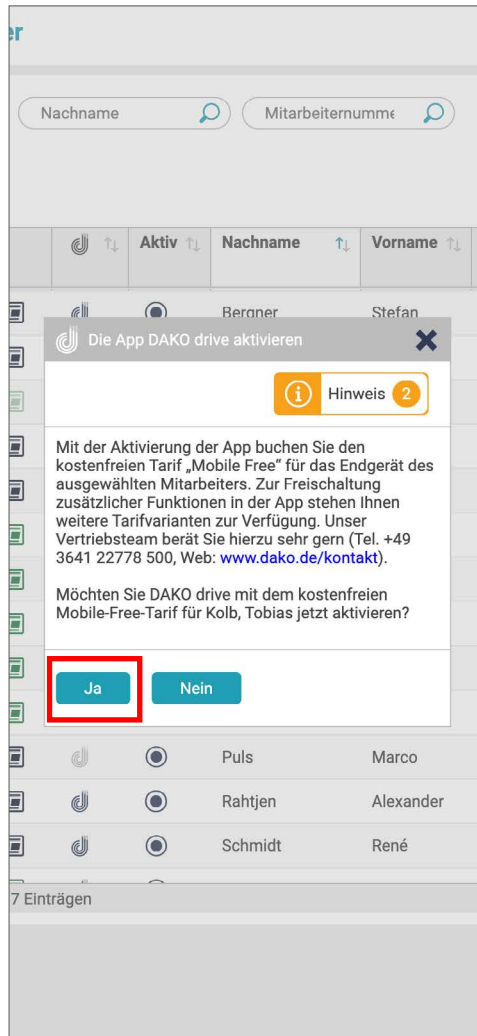 er
Nachname
Mitarbeiternumme
Aktiv
Nachname
Vorname
Bergner
Stefan
Die App DAKO drive aktivieren
Hinweis 2
Mit der Aktivierung der App buchen Sie den
kostenfreien Tarif „Mobile Free“ für das Endgerät des
ausgewählten Mitarbeiters. Zur Freischaltung
zusätzlicher Funktionen in der App stehen Ihnen
weitere Tarifvarianten zur Verfügung. Unser
Vertriebsteam berät Sie hierzu sehr gern (Tel. +49
3641 22778 500, Web: www.dako.de/kontakt).
Möchten Sie DAKO drive mit dem kostenfreien
Mobile-Free-Tarif für Kolb, Tobias jetzt aktivieren?
Ja
Nein
Puls
Marco
Rahtjen
Alexander
Schmidt
René
7 Einträgen